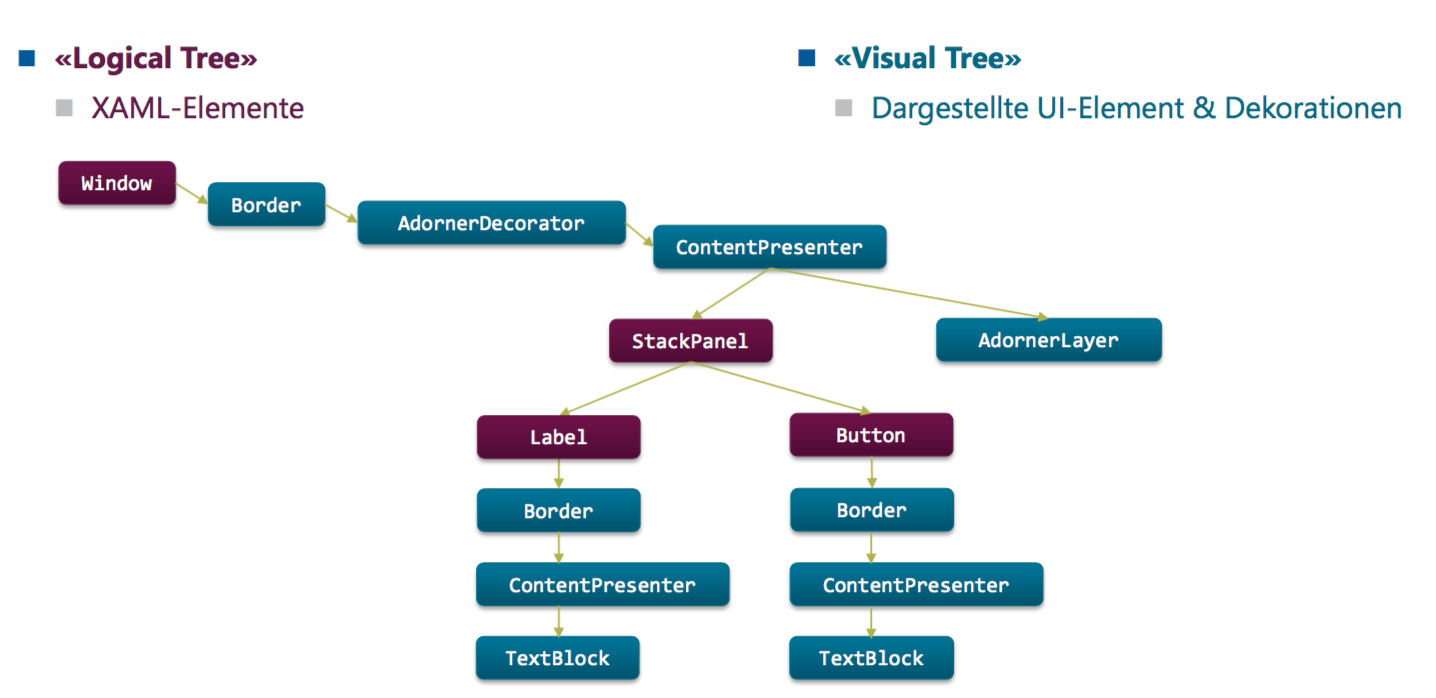 «Logical Tree»
«Visual Tree»
XAML-Elemente
Dargestellte UI-Element & Dekorationen
Window
Border
AdornerDecorator
ContentPresenter
StackPanel
AdornerLayer
Label
Button
Border
Border
ContentPresenter
ContentPresenter
TextBlock
TextBlock